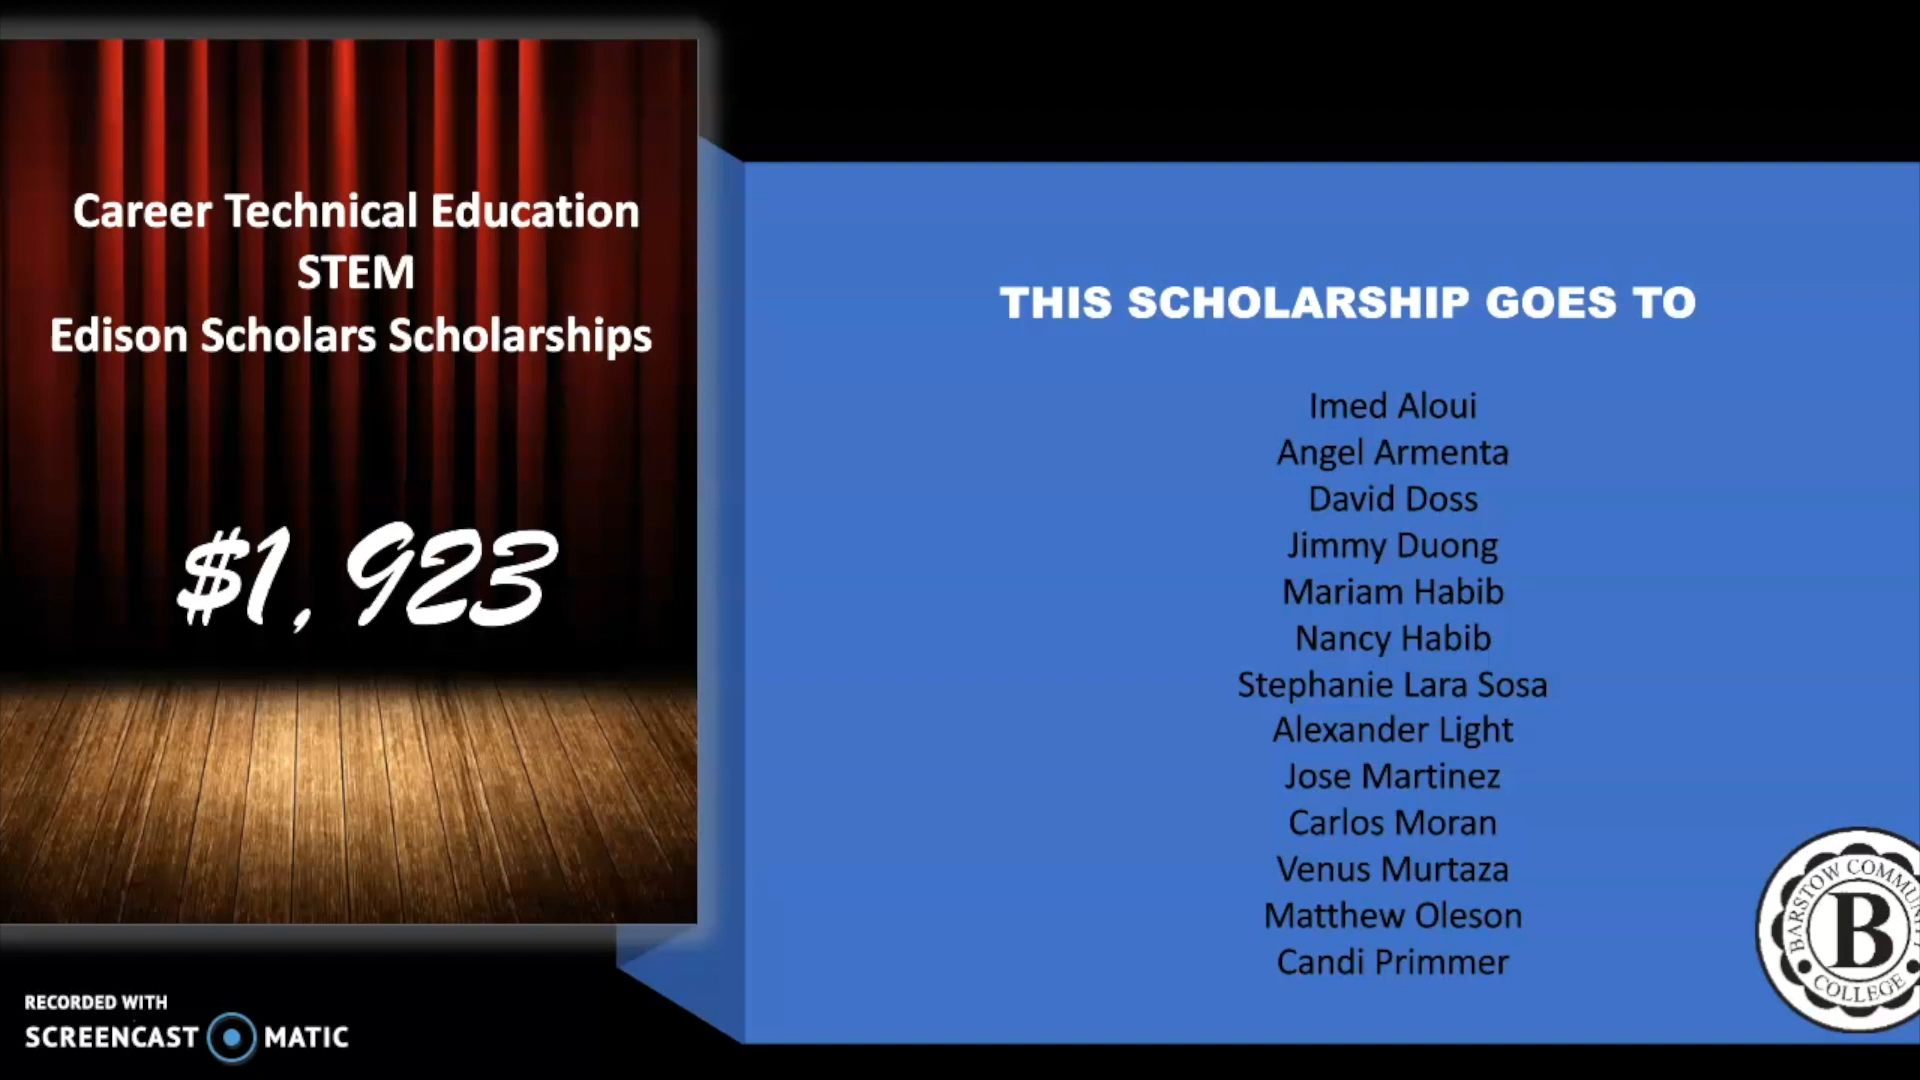 Career Technical Education
STEM
Edison Scholars Scholarships
$1,923
THIS SCHOLARSHIP GOES TO
Imed Aloui
Angel Armenta
David Doss
Jimmy Duong
Mariam Habib
Nancy Habib
Stephanie Lara Sosa
Alexander Light
Jose Martinez
Carlos Moran
Venus Murtaza
Matthew Oleson
Candi Primmer
BARSTOW COMMUNI
B
COLLEGE
RECORDED WITH
SCREENCAST MATIC